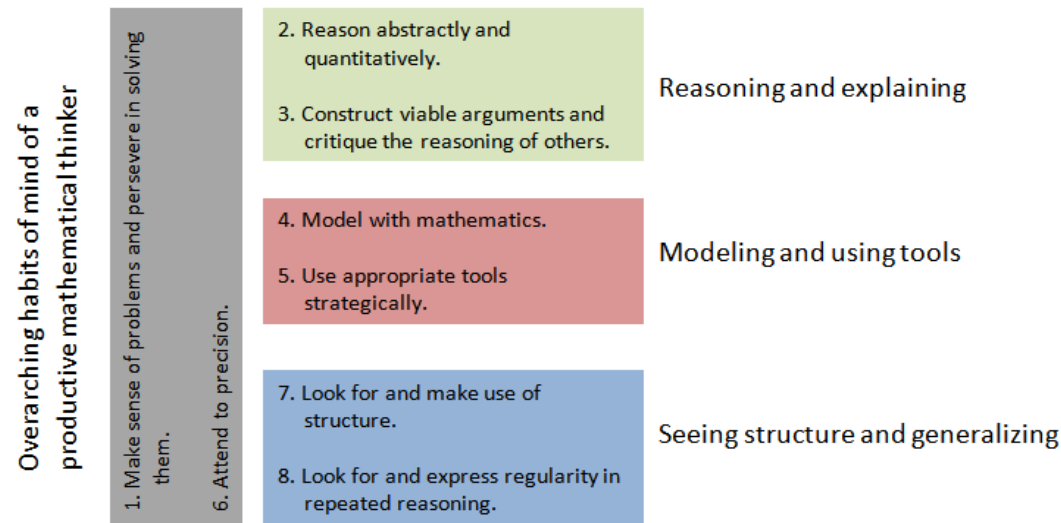 Overarching habits of mind of a
productive mathematical thinker
1. Make sense of problems and persevere in solving
them.
6. Attend to precision.
2. Reason abstractly and
quantitatively.
3. Construct viable arguments and
critique the reasoning of others.
Reasoning and explaining
4. Model with mathematics.
5. Use appropriate tools
strategically.
Modeling and using tools
7. Look for and make use of
structure.
8. Look for and express regularity in
repeated reasoning.
Seeing structure and generalizing